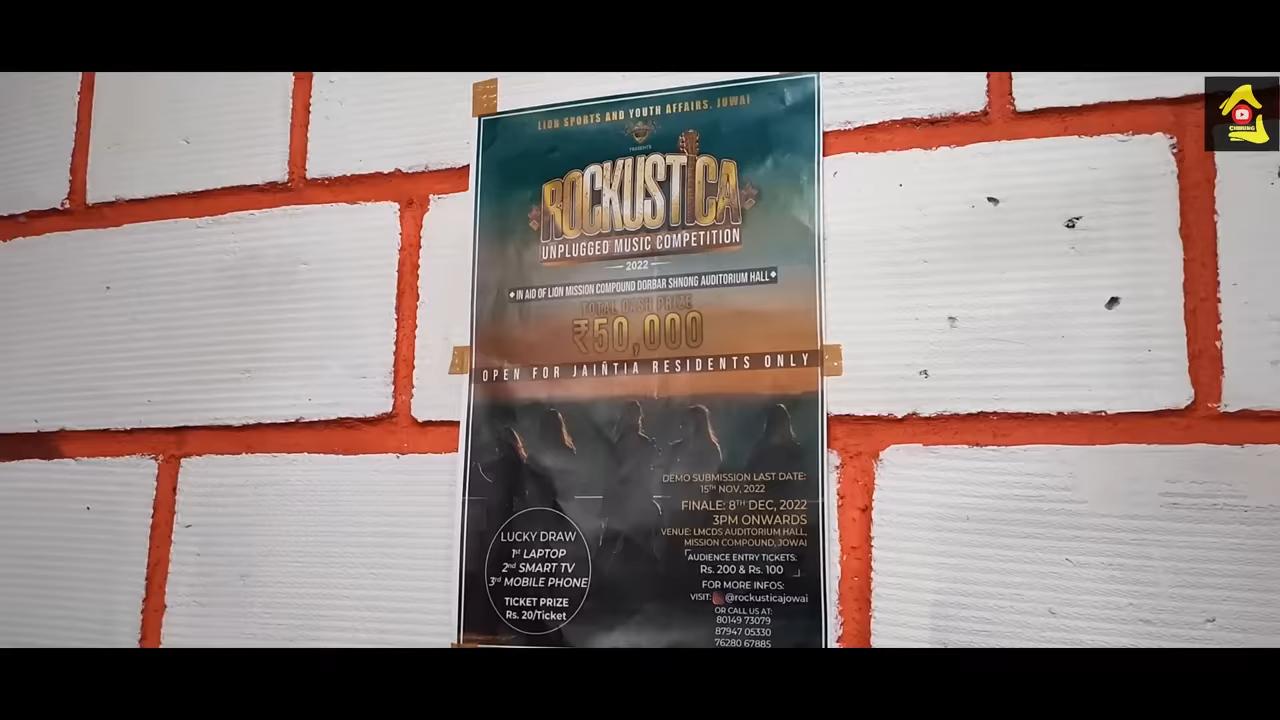 LION SPORTS AND YOUTH AFFAIRS, JOWAI
PRESENTS
ROCKUSTICA
UNPLUGGED MUSIC COMPETITION
2022
IN AID OF LION MISSION COMPOUND DORBAR SHNONG AUDITORIUM HALL
TOTAL CASH PRIZE
₹50,000
OPEN FOR JAIÑTIA RESIDENTS ONLY
DEMO SUBMISSION LAST DATE:
15TH NOV, 2022
FINALE: 8TH DEC, 2022
3PM ONWARDS
VENUE: LMCDS AUDITORIUM HALL,
MISSION COMPOUND, JOWAI
AUDIENCE ENTRY TICKETS:
Rs. 200 & Rs. 100
FOR MORE INFOS:
VISIT: @rockusticajowai
OR CALL US AT:
80149 73079
87947 05330
76280 67885
LUCKY DRAW
1st LAPTOP
2nd SMART TV
3rd MOBILE PHONE
TICKET PRIZE
Rs. 20/Ticket
CHIRUNG